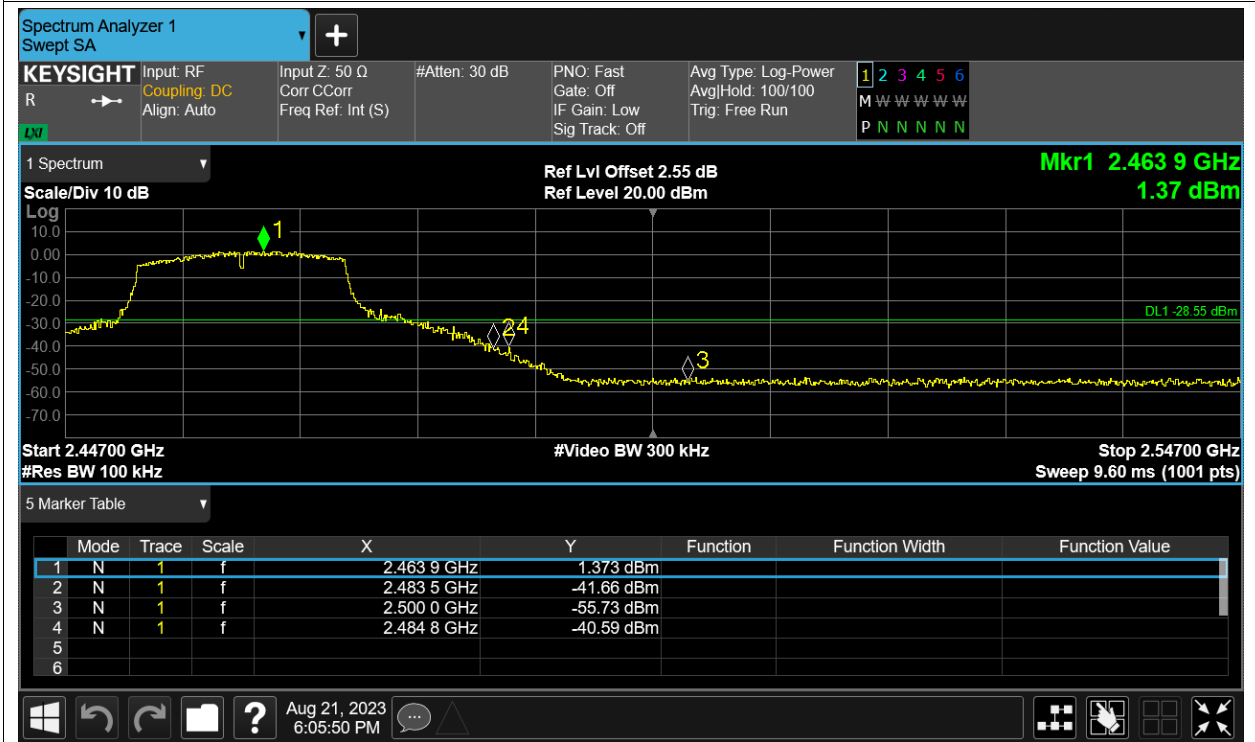 Spectrum Analyzer 1
Swept SA
+
KEYSIGHT Input: RF Input Z: 50 Ω #Atten: 30 dB PNO: Fast Avg Type: Log-Power 1 2 3 4 5 6
R Coupling: DC Corr CCorr Gate: Off Avg|Hold: 100/100 M W W W W W W
Align: Auto Freq Ref: Int (S) IF Gain: Low Trig: Free Run
LXI Sig Track: Off P N N N N N N
1 Spectrum Ref Lvl Offset 2.55 dB Mkr1 2.463 9 GHz
Scale/Div 10 dB Ref Level 20.00 dBm 1.37 dBm
Log
10.0 1
0.00
-10.0
-20.0
DL1 -28.55 dBm
-30.0 2 4
-40.0
-50.0 3
-60.0
-70.0
Start 2.44700 GHz #Video BW 300 kHz Stop 2.54700 GHz
#Res BW 100 kHz Sweep 9.60 ms (1001 pts)
5 Marker Table
Mode Trace Scale X Y Function Function Width Function Value
1 N 1 f 2.463 9 GHz 1.373 dBm
2 N 1 f 2.483 5 GHz -41.66 dBm
3 N 1 f 2.500 0 GHz -55.73 dBm
4 N 1 f 2.484 8 GHz -40.59 dBm
5
6
? Aug 21, 2023
6:05:50 PM